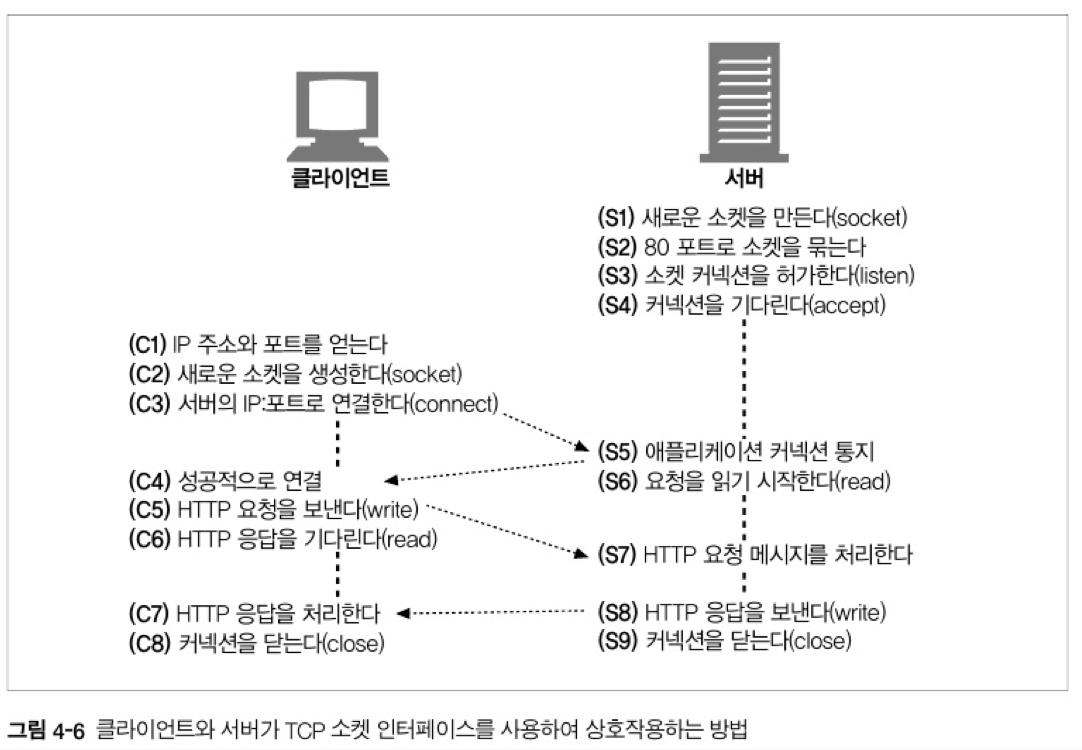 클라이언트
서버
(S1) 새로운 소켓을 만든다(socket)
(S2) 80 포트로 소켓을 묶는다
(S3) 소켓 커넥션을 허가한다(listen)
(S4) 커넥션을 기다린다(accept)
(C1) IP 주소와 포트를 얻는다
(C2) 새로운 소켓을 생성한다(socket)
(C3) 서버의 IP:포트로 연결한다(connect)
(S5) 애플리케이션 커넥션 통지
(C4) 성공적으로 연결
(S6) 요청을 읽기 시작한다(read)
(C5) HTTP 요청을 보낸다(write)
(C6) HTTP 응답을 기다린다(read)
(S7) HTTP 요청 메시지를 처리한다
(C7) HTTP 응답을 처리한다
(S8) HTTP 응답을 보낸다(write)
(C8) 커넥션을 닫는다(close)
(S9) 커넥션을 닫는다(close)
그림 4-6 클라이언트와 서버가 TCP 소켓 인터페이스를 사용하여 상호작용하는 방법